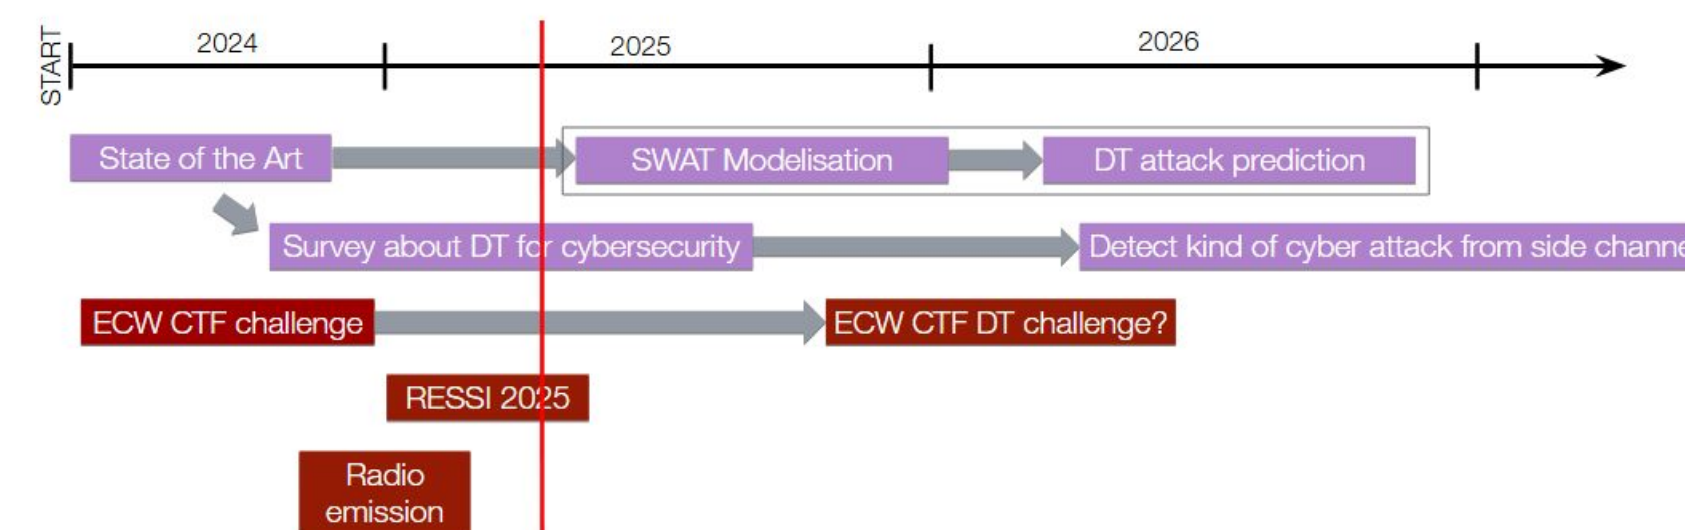 START
2024
2025
2026
State of the Art
SWAT Modelisation
DT attack prediction
Survey about DT for cybersecurity
Detect kind of cyber attack from side channe
ECW CTF challenge
ECW CTF DT challenge?
RESSI 2025
Radio
emission